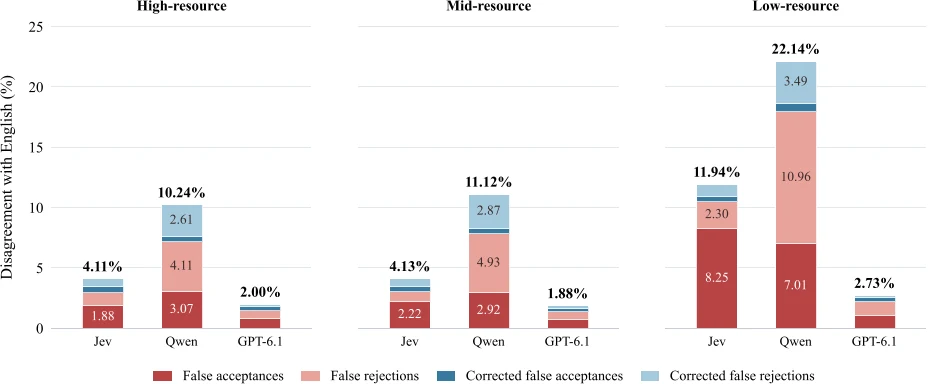 High-resource
Mid-resource
Low-resource
Disagreement with English (%)
25
20
15
10
5
0
4.11%
1.88
10.24%
2.61
4.11
3.07
2.00%
Jev
Qwen
GPT-6.1
4.13%
2.22
11.12%
2.87
4.93
2.92
1.88%
Jev
Qwen
GPT-6.1
11.94%
2.30
8.25
22.14%
3.49
10.96
7.01
2.73%
Jev
Qwen
GPT-6.1
False acceptances
False rejections
Corrected false acceptances
Corrected false rejections